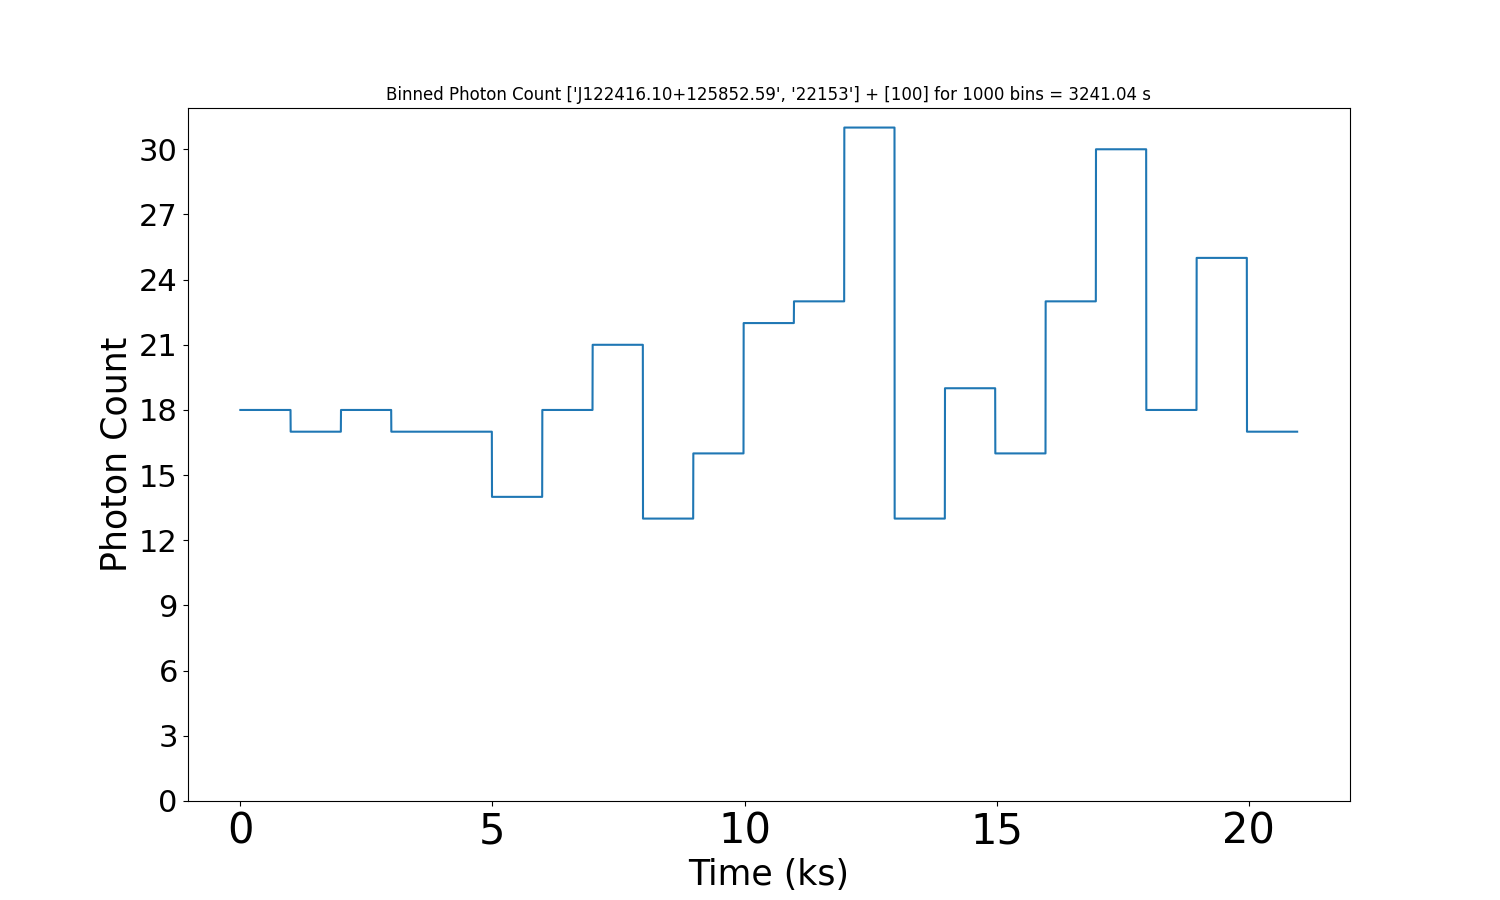 Binned Photon Count ['J122416.10+125852.59', '22153'] + [100] for 1000 bins = 3241.04 s
30
27
24
21
18
15
12
9
6
3
0
Photon Count
0 5 10 15 20
Time (ks)